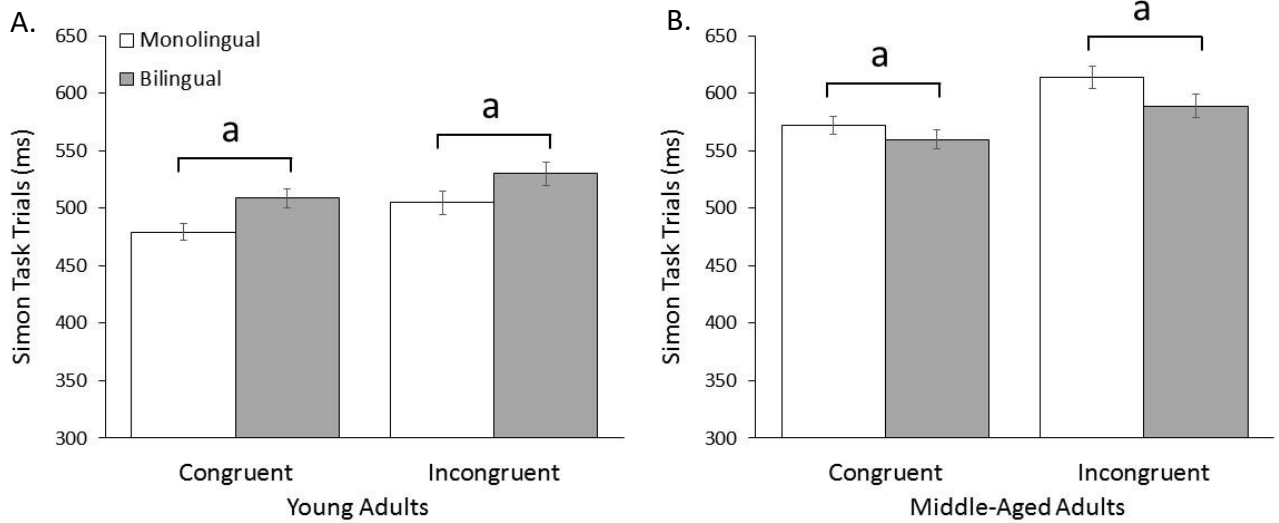 A.
Simon Task Trials (ms)
650
600
550
500
450
400
350
300
Monolingual
Bilingual
a
a
Congruent
Incongruent
Young Adults
B.
Simon Task Trials (ms)
650
600
550
500
450
400
350
300
a
a
Congruent
Incongruent
Middle-Aged Adults